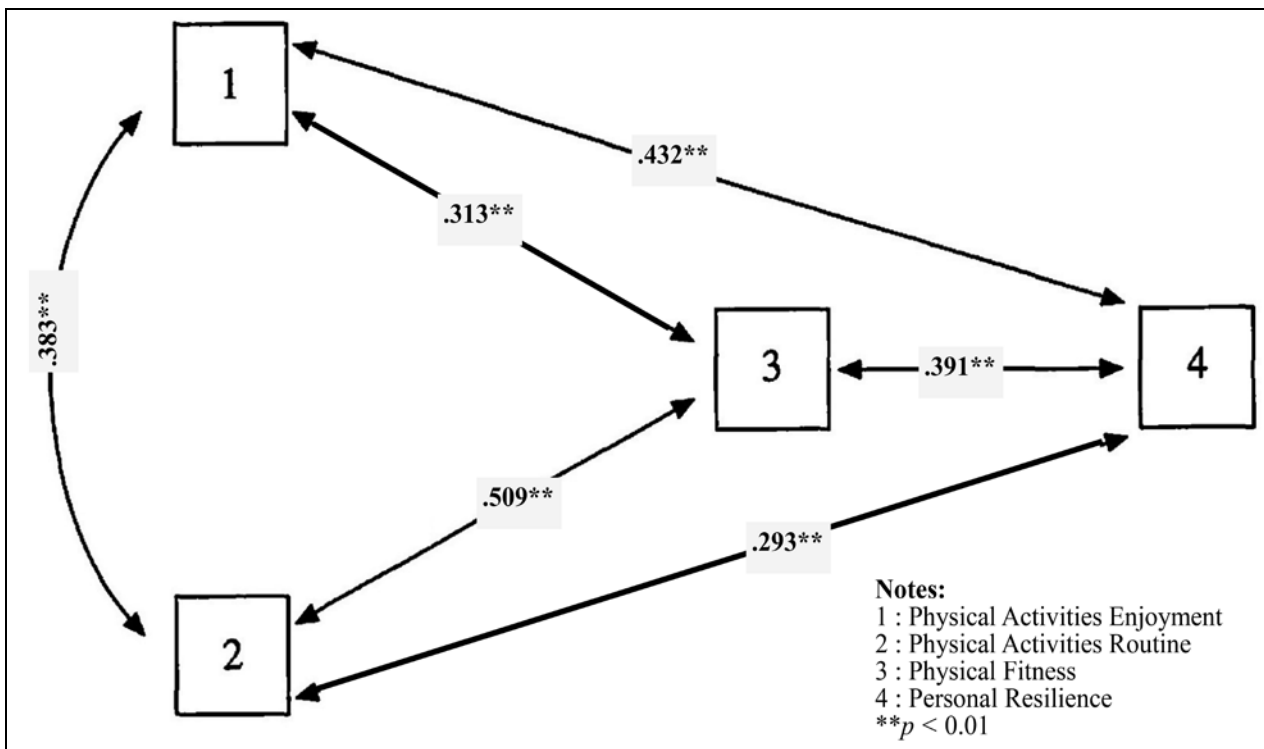 1
.432**
.313**
.383**
3
.391**
4
.509**
.293**
2
Notes:
1 : Physical Activities Enjoyment
2 : Physical Activities Routine
3 : Physical Fitness
4 : Personal Resilience
**p < 0.01